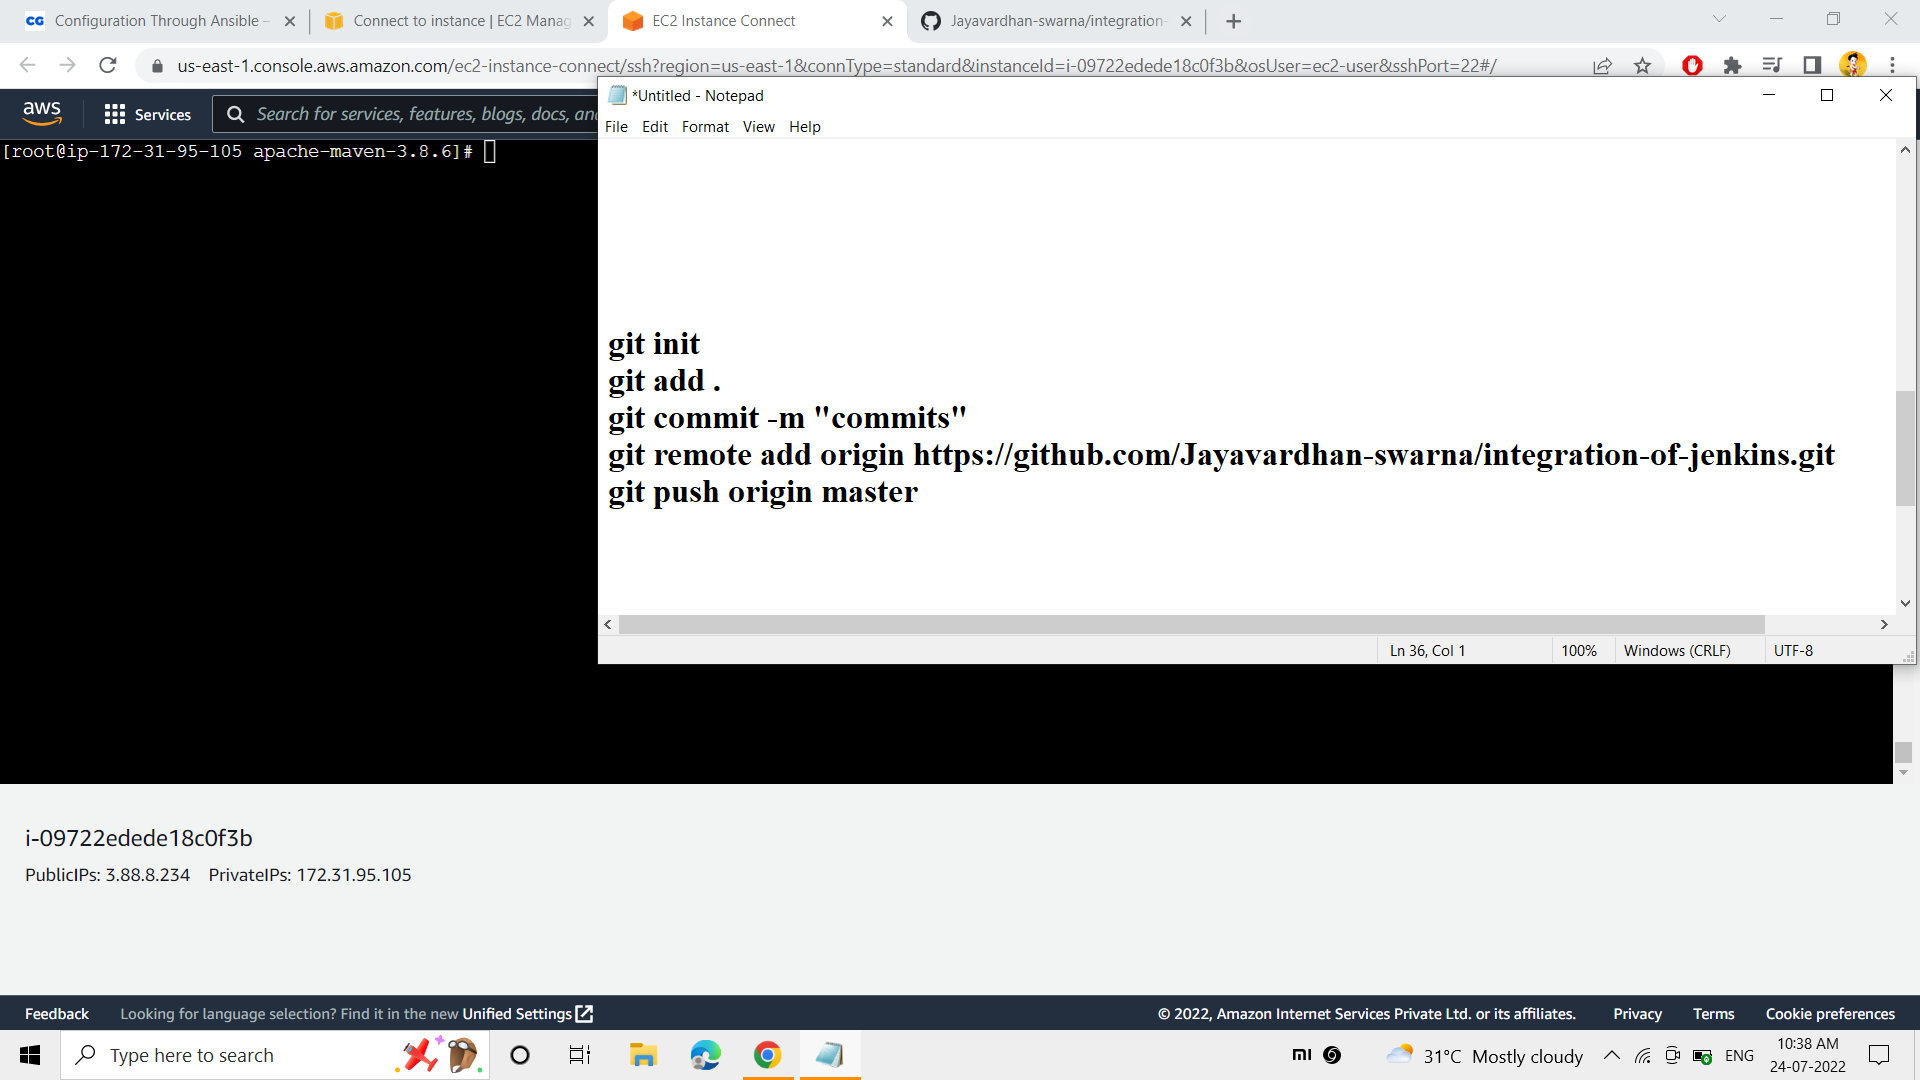 CG Configuration Through Ansible –
Connect to instance | EC2 Manag
EC2 Instance Connect
Jayavardhan-swarna/integration-
us-east-1.console.aws.amazon.com/ec2-instance-connect/ssh?region=us-east-1&connType=standard&instanceId=i-09722edede18c0f3b&osUser=ec2-user&sshPort=22#/
aws
Services
Search for services, features, blogs, docs, and
[root@ip-172-31-95-105 apache-maven-3.8.6]#
*Untitled - Notepad
File Edit Format View Help
git init
git add .
git commit -m "commits"
git remote add origin https://github.com/Jayavardhan-swarna/integration-of-jenkins.git
git push origin master
Ln 36, Col 1
100%
Windows (CRLF)
UTF-8
i-09722edede18c0f3b
PublicIPs: 3.88.8.234 PrivateIPs: 172.31.95.105
Feedback
Looking for language selection? Find it in the new Unified Settings
© 2022, Amazon Internet Services Private Ltd. or its affiliates.
Privacy
Terms
Cookie preferences
Type here to search
mi
31°C Mostly cloudy
ENG
10:38 AM
24-07-2022